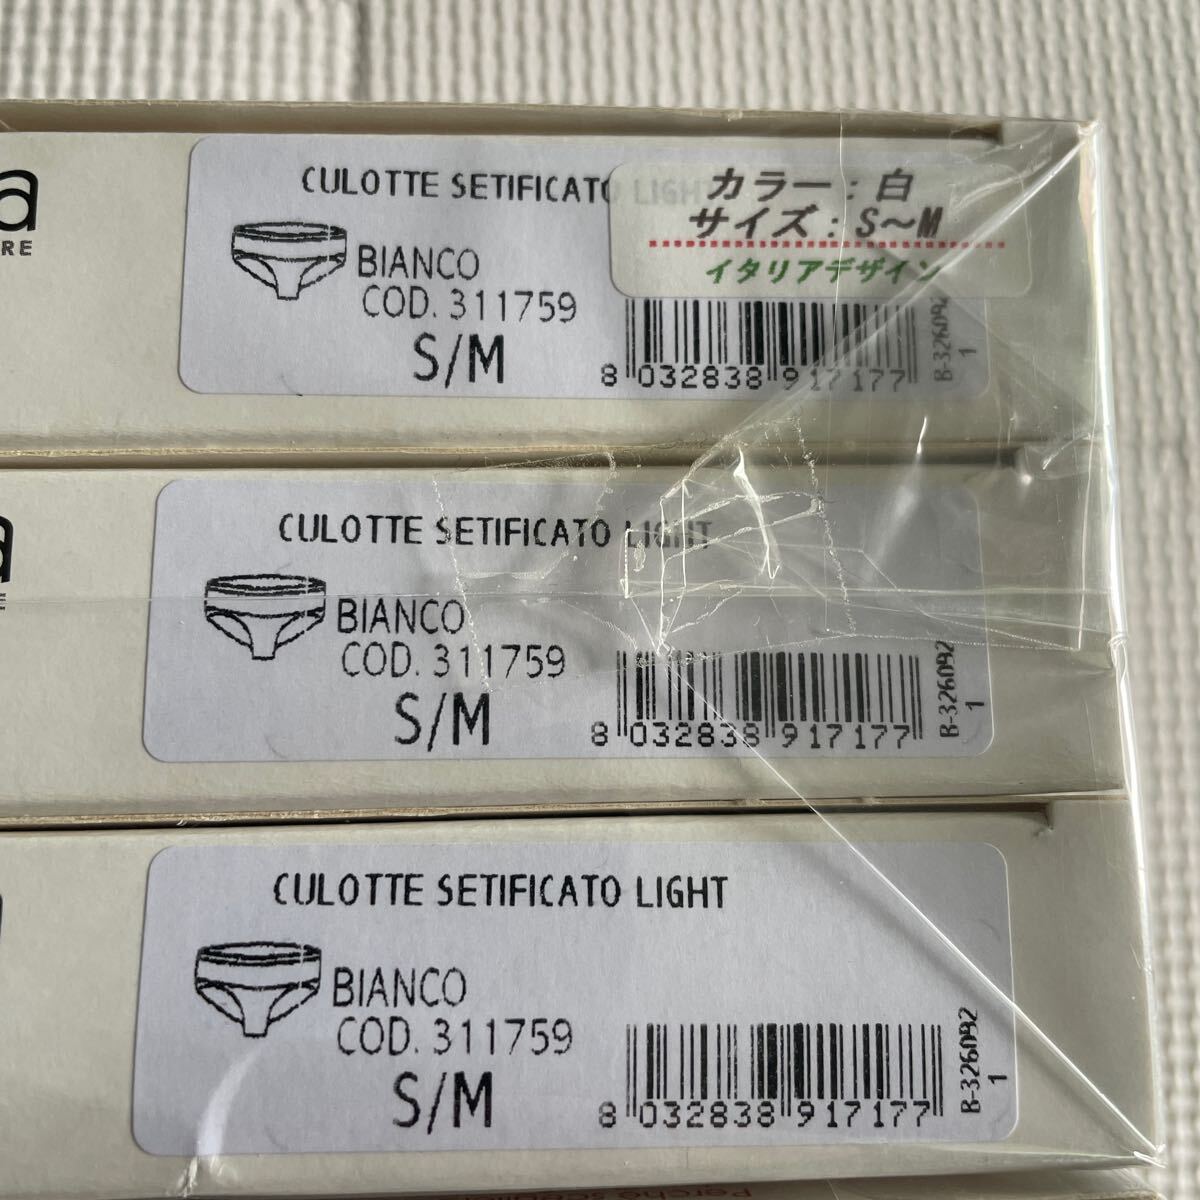 a
RE
CULOTTE SETIFICATO LIGHT
カラー：白
サイズ：S〜M
イタリアデザイン
BIANCO
COD. 311759
S/M
8 032838 917177
B-326092
1
a
E
CULOTTE SETIFICATO LIGHT
BIANCO
COD. 311759
S/M
8 032838 917177
B-326092
1
CULOTTE SETIFICATO LIGHT
BIANCO
COD. 311759
S/M
8 032838 917177
B-326092
1